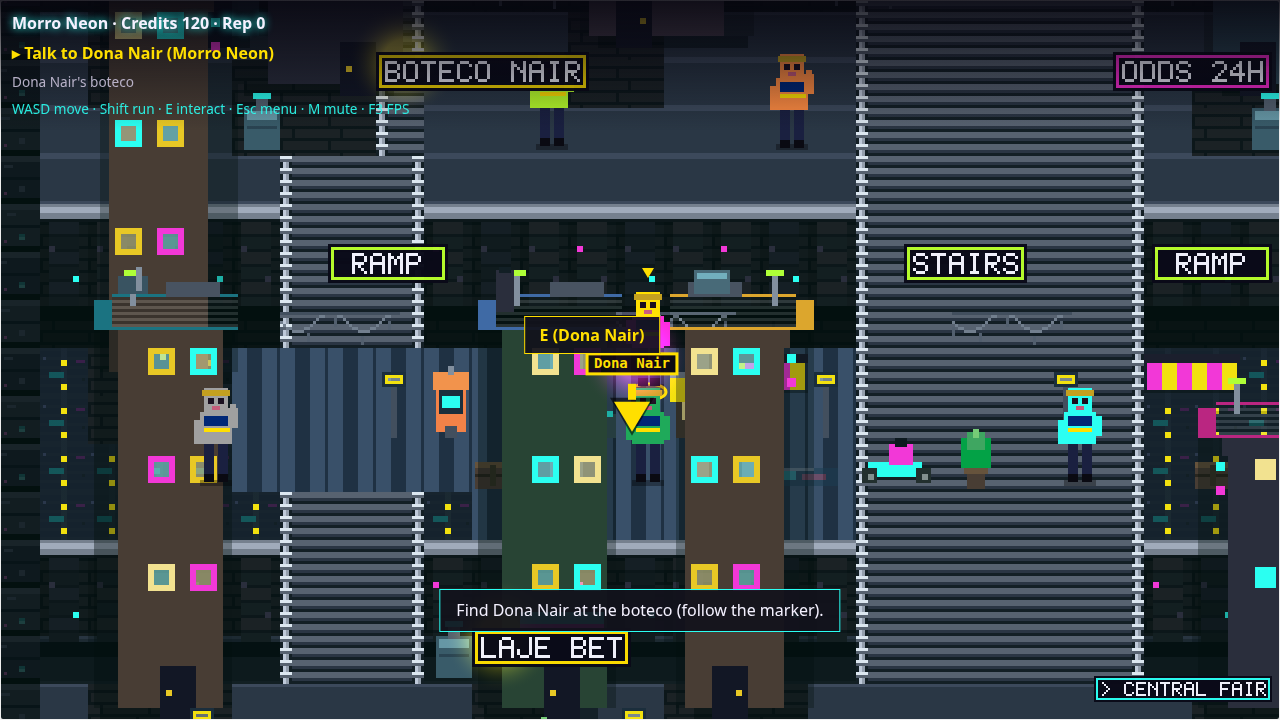 Morro Neon · Credits 120 · Rep 0
▸ Talk to Dona Nair (Morro Neon)
Dona Nair's boteco
WASD move · Shift run · E interact · Esc menu · M mute · F3 FPS
BOTECO NAIR
ODDS 24H
RAMP
STAIRS
RAMP
E (Dona Nair)
Dona Nair
Find Dona Nair at the boteco (follow the marker).
LAJE BET
> CENTRAL FAIR